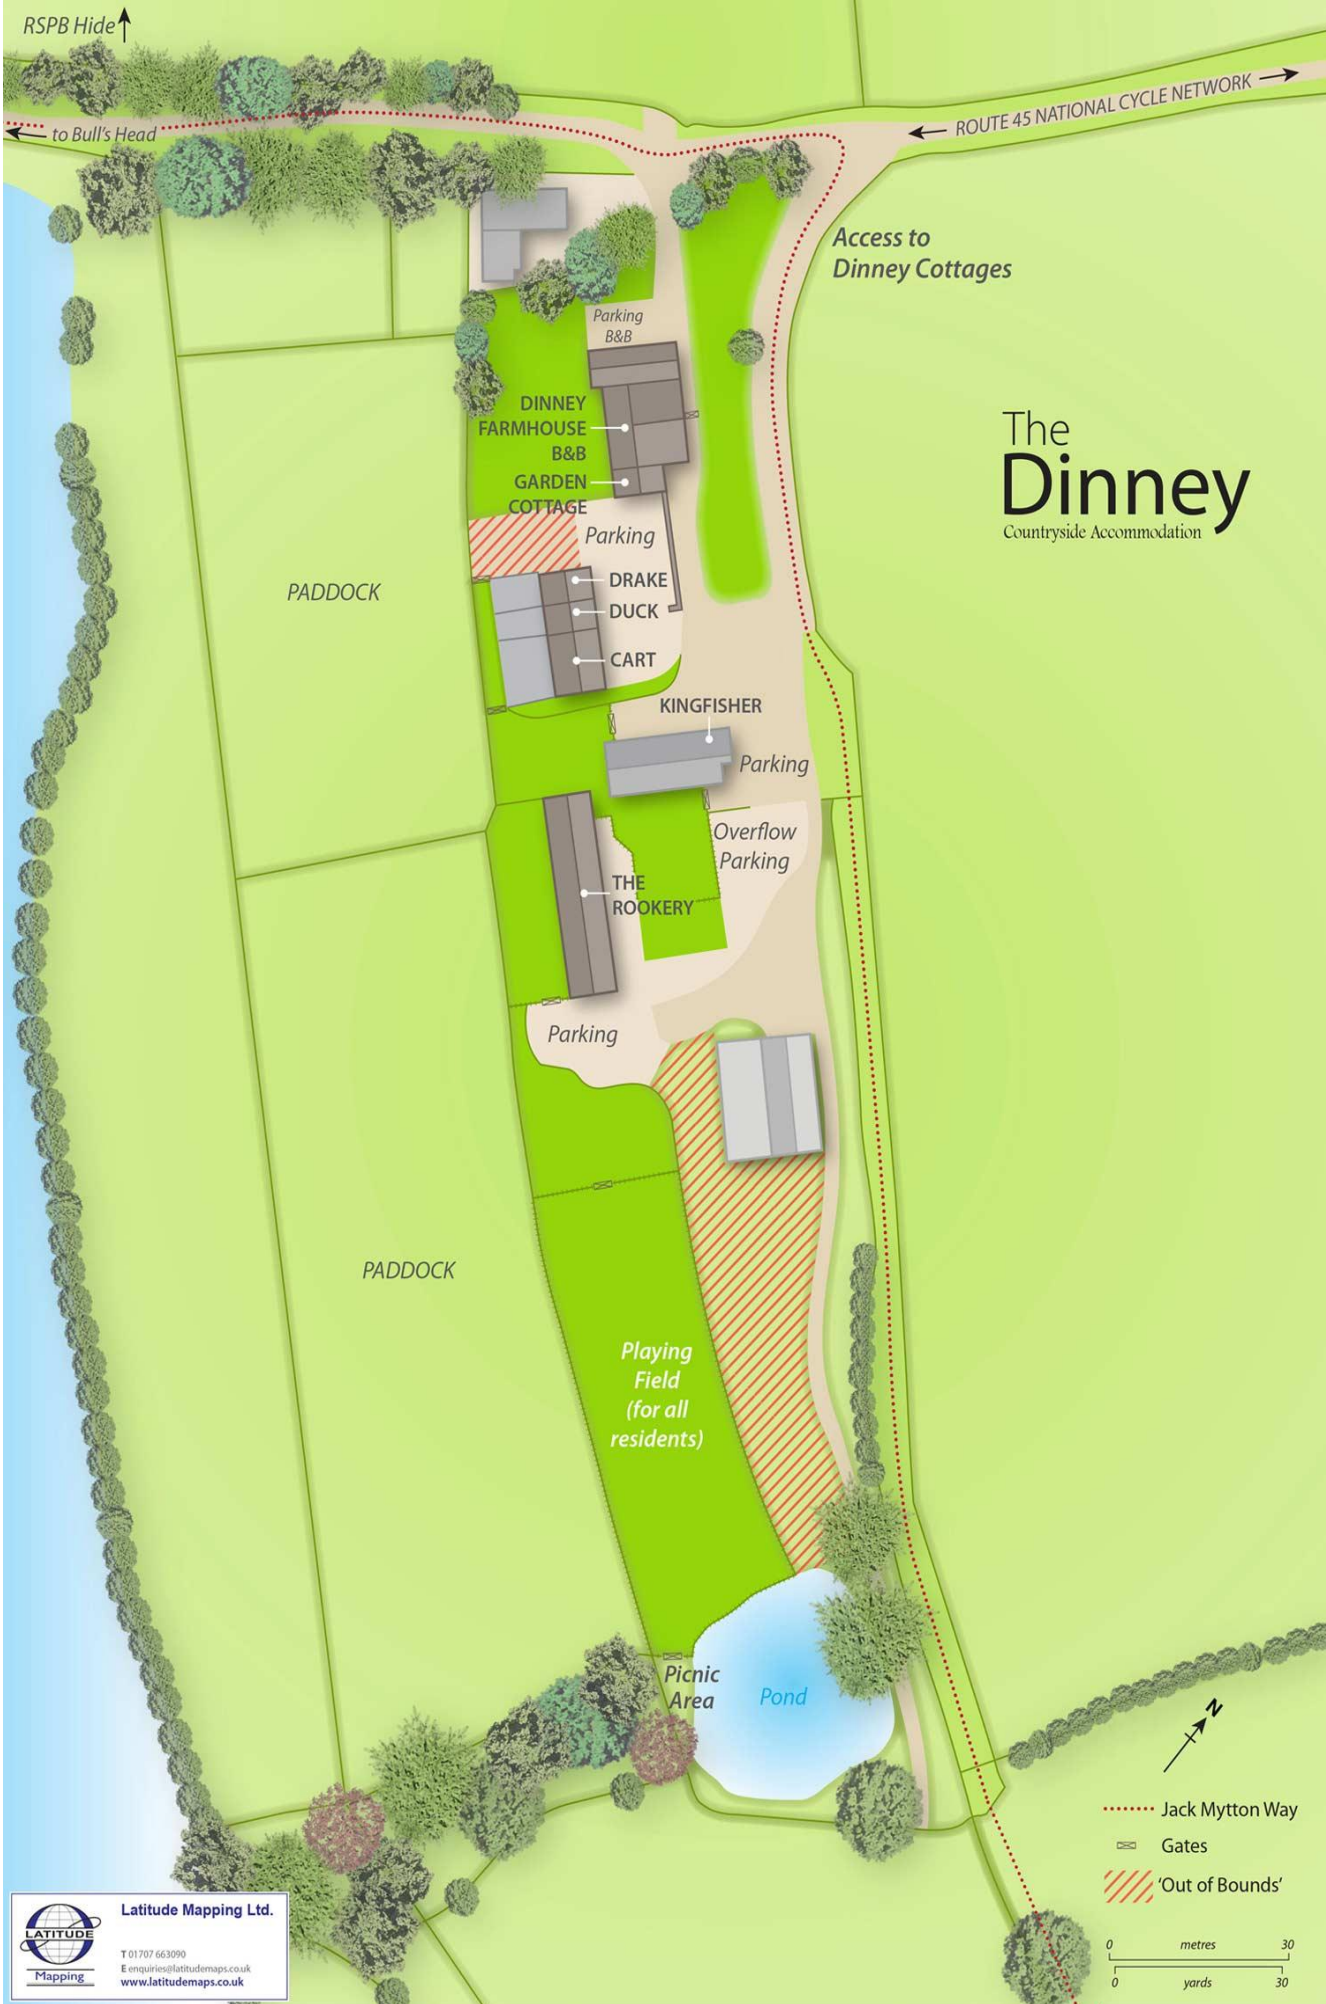 RSPB Hide
to Bull's Head
ROUTE 45 NATIONAL CYCLE NETWORK
Access to
Dinney Cottages
Parking
B&B
DINNEY
FARMHOUSE
B&B
GARDEN
COTTAGE
The
Dinney
Countryside Accommodation
Parking
DRAKE
DUCK
CART
PADDOCK
KINGFISHER
Parking
Overflow
Parking
THE
ROOKERY
Parking
PADDOCK
Playing
Field
(for all
residents)
Picnic
Area
Pond
N
Jack Mytton Way
Gates
'Out of Bounds'
0 metres 30
0 yards 30
LATITUDE
Mapping
Latitude Mapping Ltd.
T 01707 663090
E enquiries@latitudemaps.co.uk
www.latitudemaps.co.uk